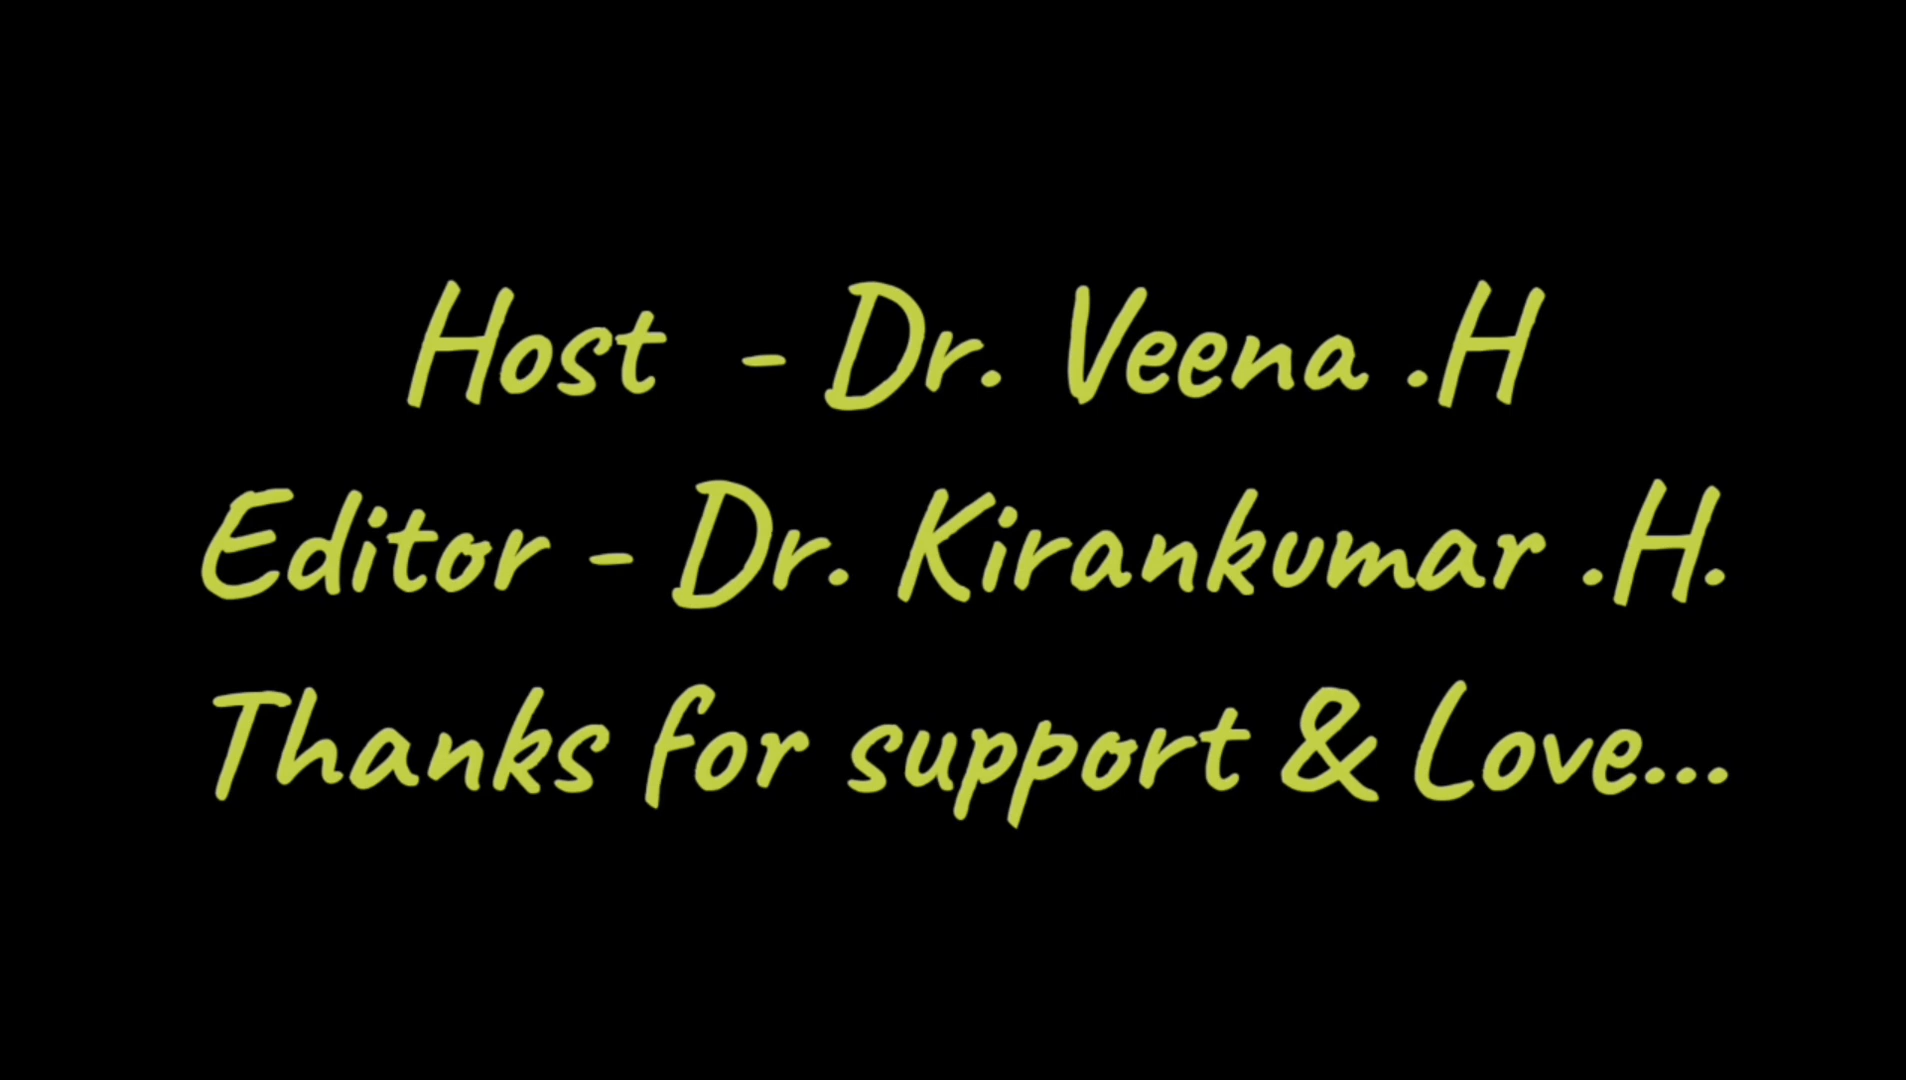 Host - Dr. Veena .H
Editor - Dr. Kirankumar .H.
Thanks for support & Love...